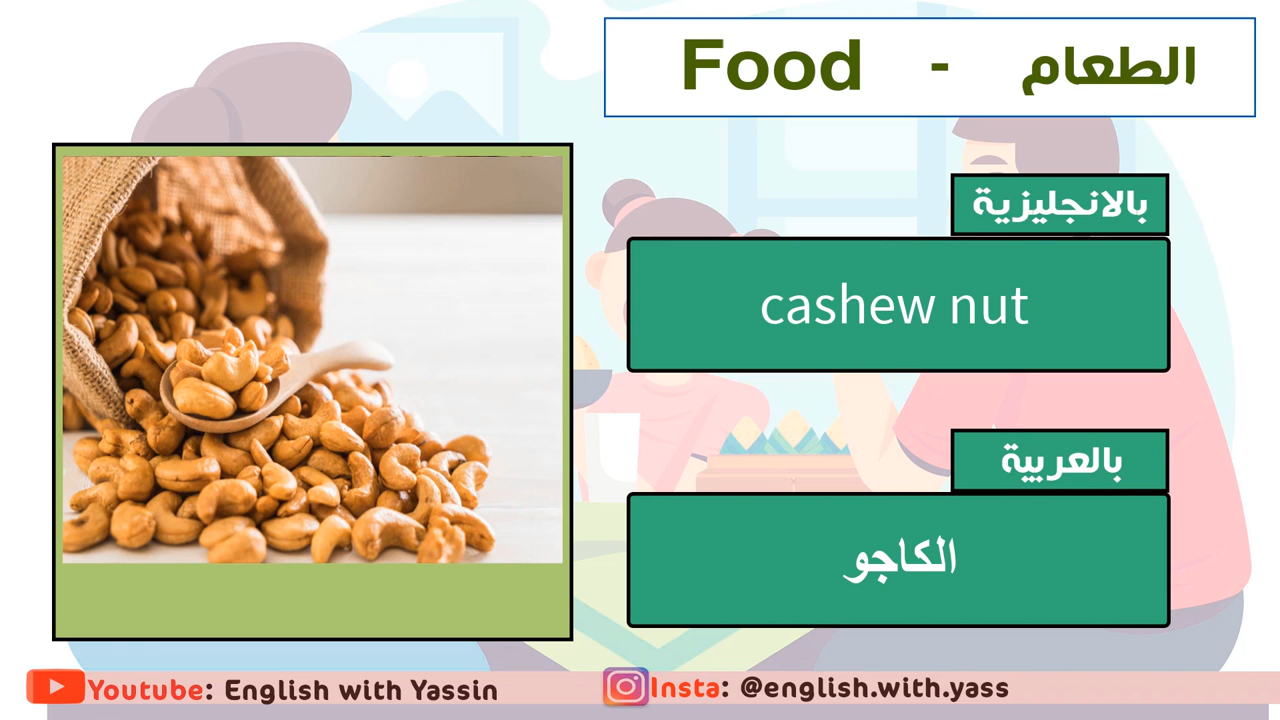 Food - الطعام
بالانجليزية
cashew nut
بالعربية
الكاجو
Youtube: English with Yassin
Insta: @english.with.yass